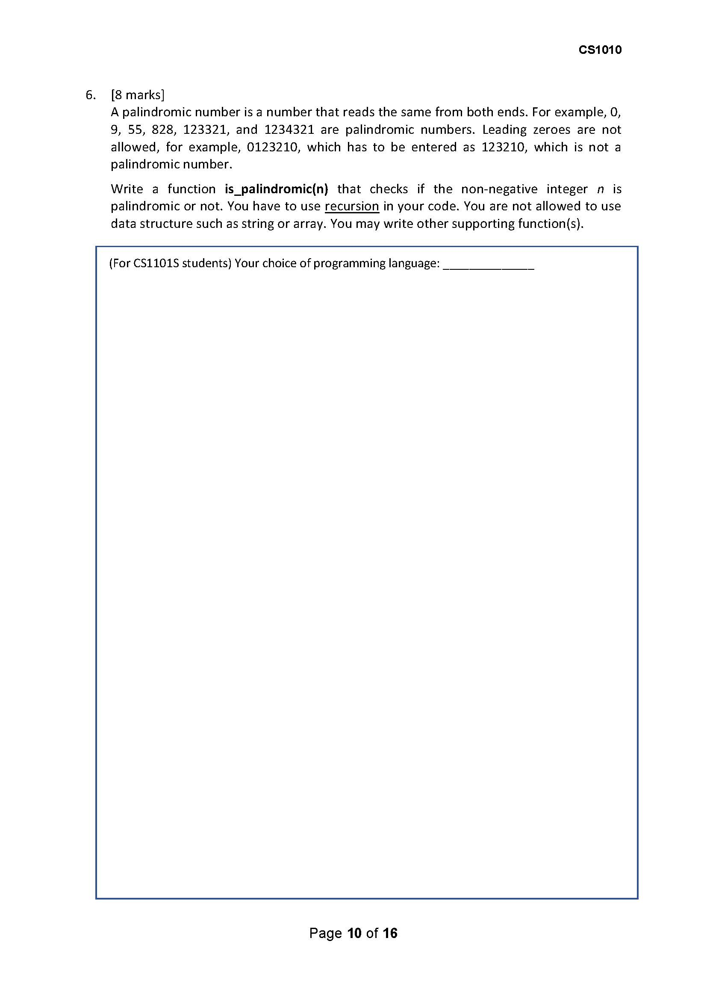 CS1010
6. [8 marks]
A palindromic number is a number that reads the same from both ends. For example, 0,
9, 55, 828, 123321, and 1234321 are palindromic numbers. Leading zeroes are not
allowed, for example, 0123210, which has to be entered as 123210, which is not a
palindromic number.
Write a function is_palindromic(n) that checks if the non-negative integer n is
palindromic or not. You have to use recursion in your code. You are not allowed to use
data structure such as string or array. You may write other supporting function(s).
(For CS1101S students) Your choice of programming language: ______________
Page 10 of 16